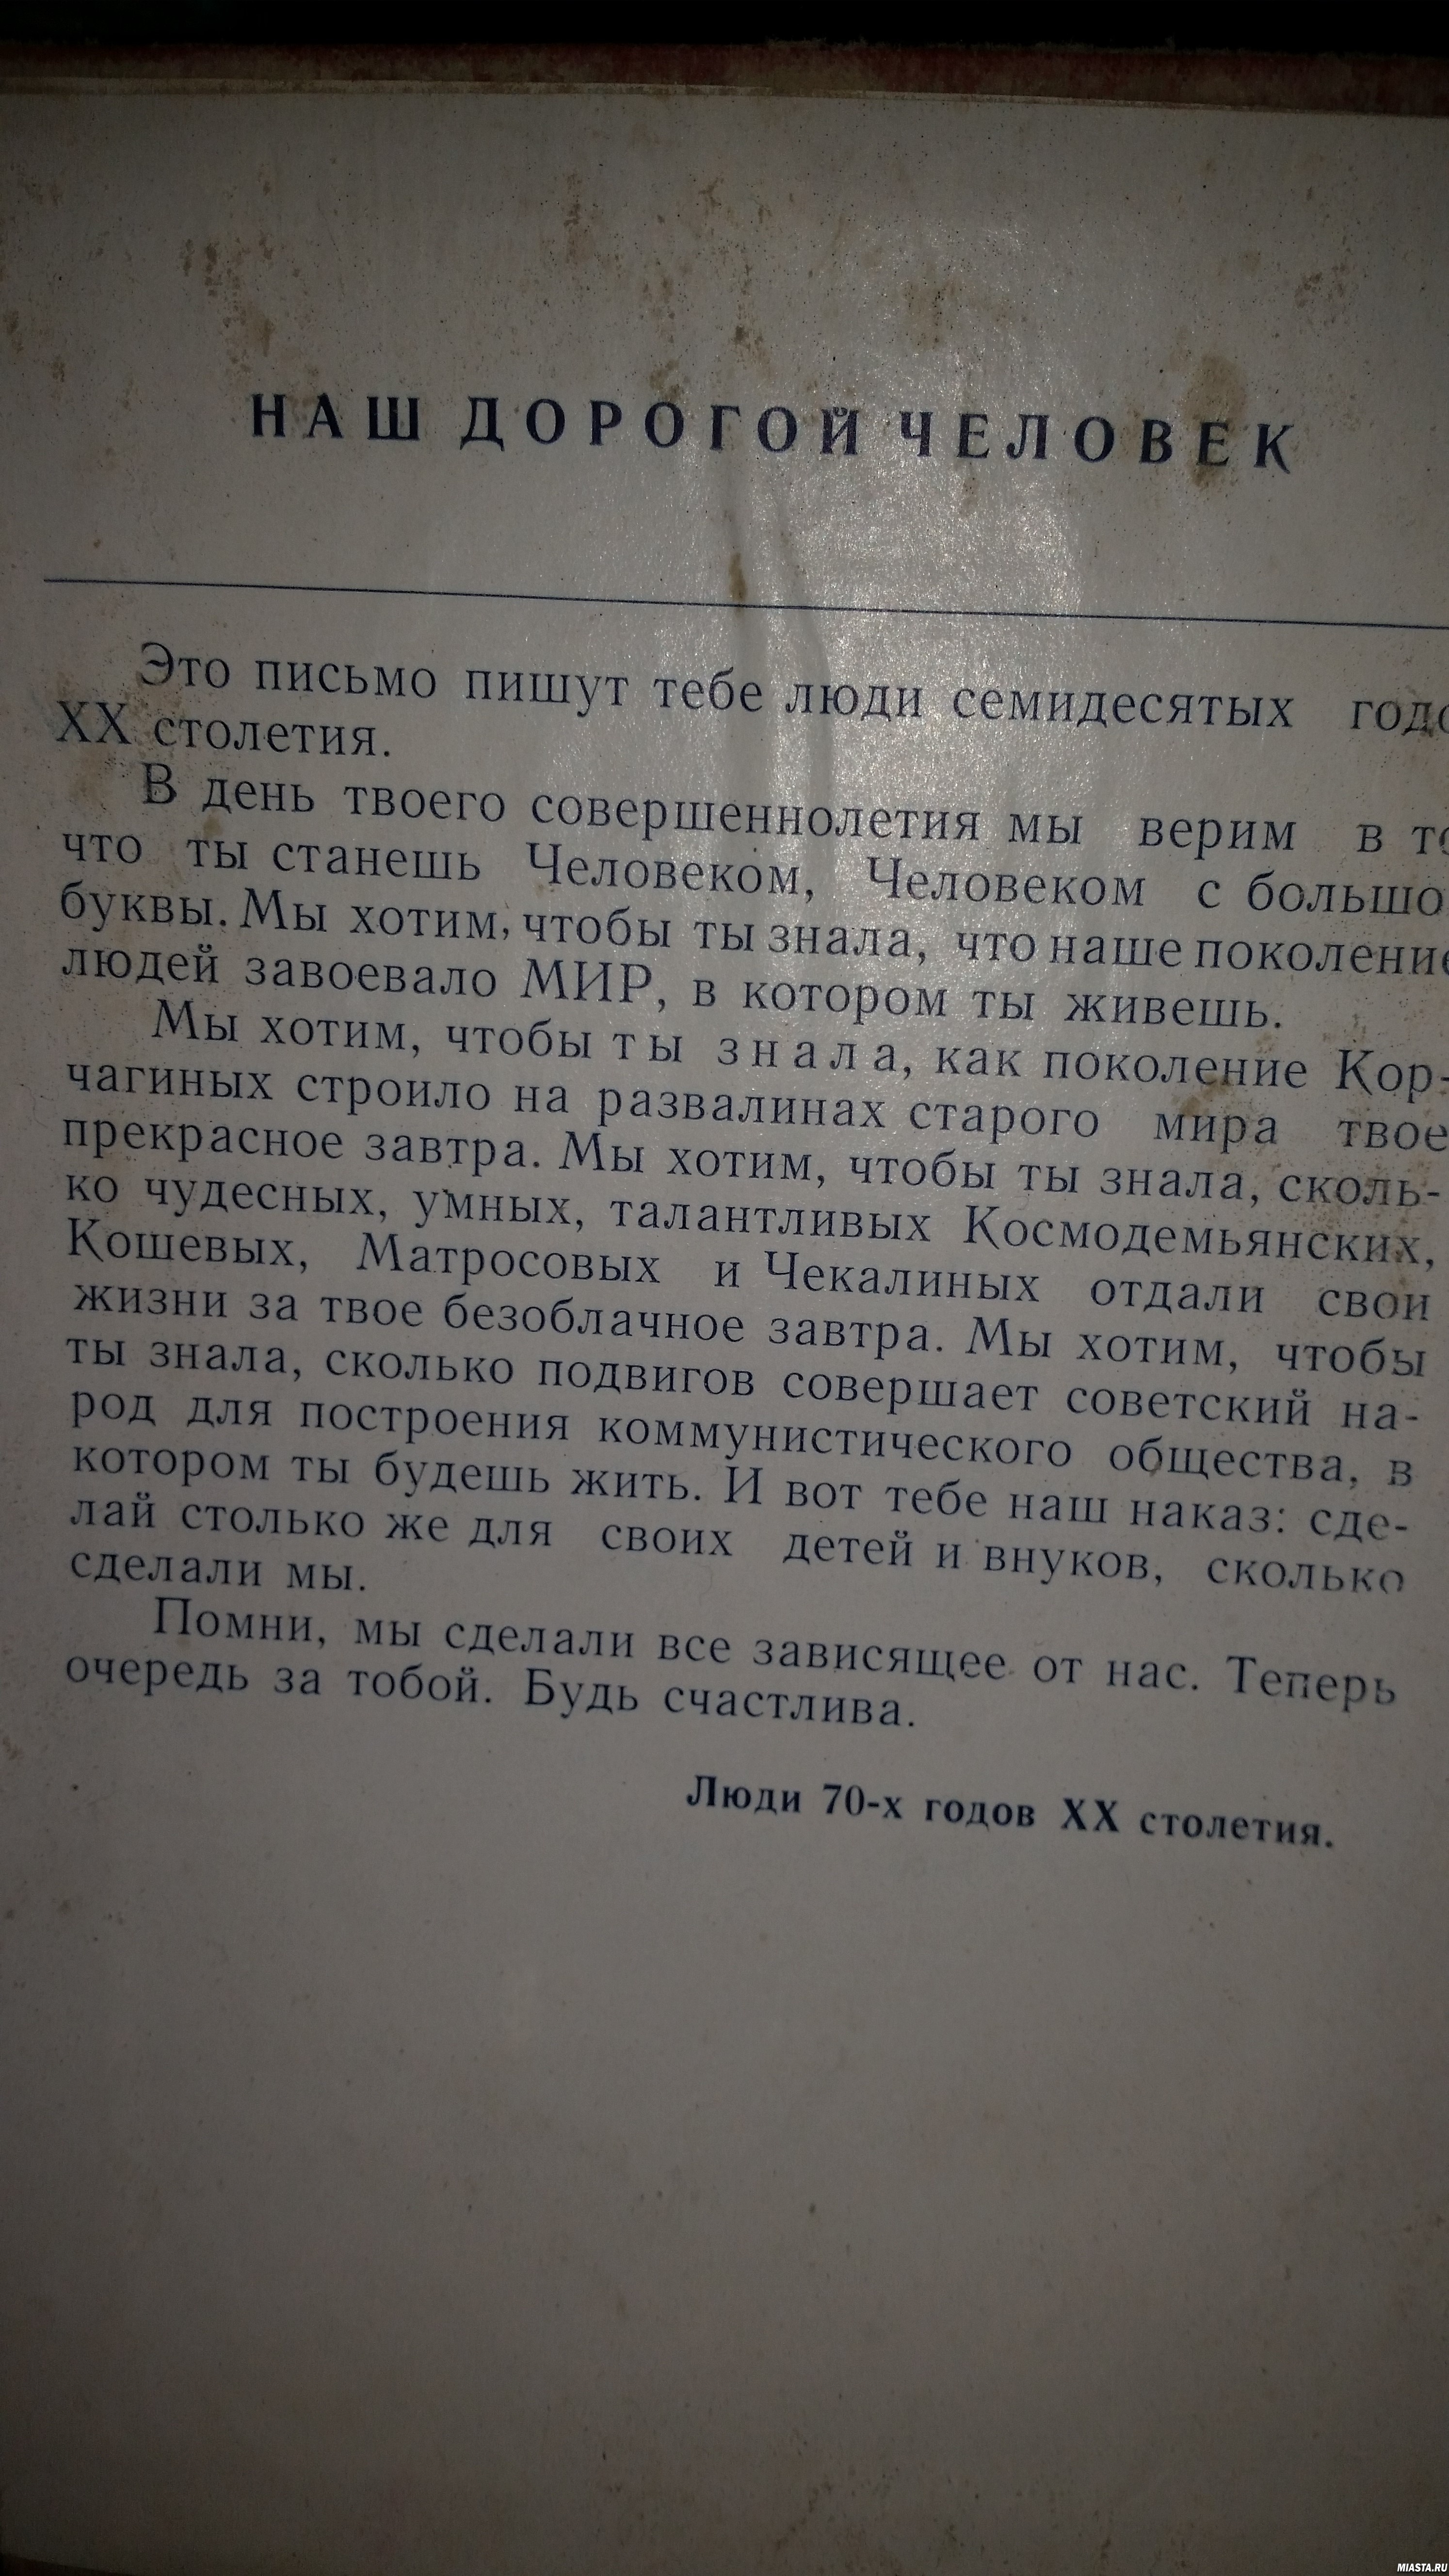 НАШ ДОРОГОЙ ЧЕЛОВЕК
Это письмо пишут тебе люди семидесятых
XX столетия.
В день твоего совершеннолетия мы верим в
что ты станешь Человеком, Человеком с
буквы. Мы хотим, чтобы ты знала, что наше поколение
людей завоевало МИР, в котором ты живешь.
Мы хотим, чтобы ты знала, как поколение Кор-
чагиных строило на развалинах старого мира твое
прекрасное завтра. Мы хотим, чтобы ты знала, сколь-
ко чудесных, умных, талантливых Космодемьянских,
Кошевых, Матросовых и Чекалиных отдали свои
жизни за твое безоблачное завтра. Мы хотим, чтобы
ты знала, сколько подвигов совершает советский на-
род для построения коммунистического общества, в
котором ты будешь жить. И вот тебе наш наказ: сде-
лай столько же для своих детей и внуков, сколько
сделали мы.
Помни, мы сделали все зависящее от нас. Теперь
очередь за тобой. Будь счастлива.
Люди 70-х годов XX столетия.
MIASTA.RU